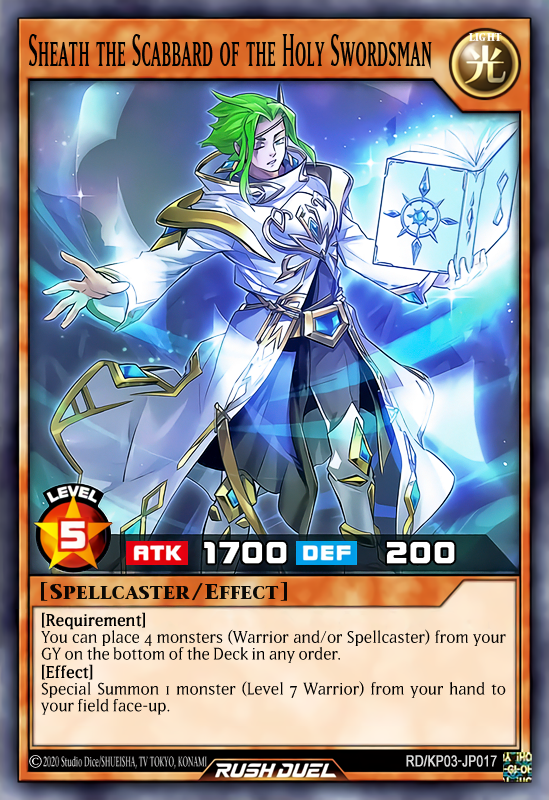 Sheath the Scabbard of the Holy Swordsman
LIGHT
光
LEVEL
5
ATK 1700 DEF 200
[Spellcaster/Effect]
[Requirement]
You can place 4 monsters (Warrior and/or Spellcaster) from your
GY on the bottom of the Deck in any order.
[Effect]
Special Summon 1 monster (Level 7 Warrior) from your hand to
your field face-up.
©2020 Studio Dice/SHUEISHA, TV TOKYO, KONAMI
RUSH DUEL
RD/KP03-JP017